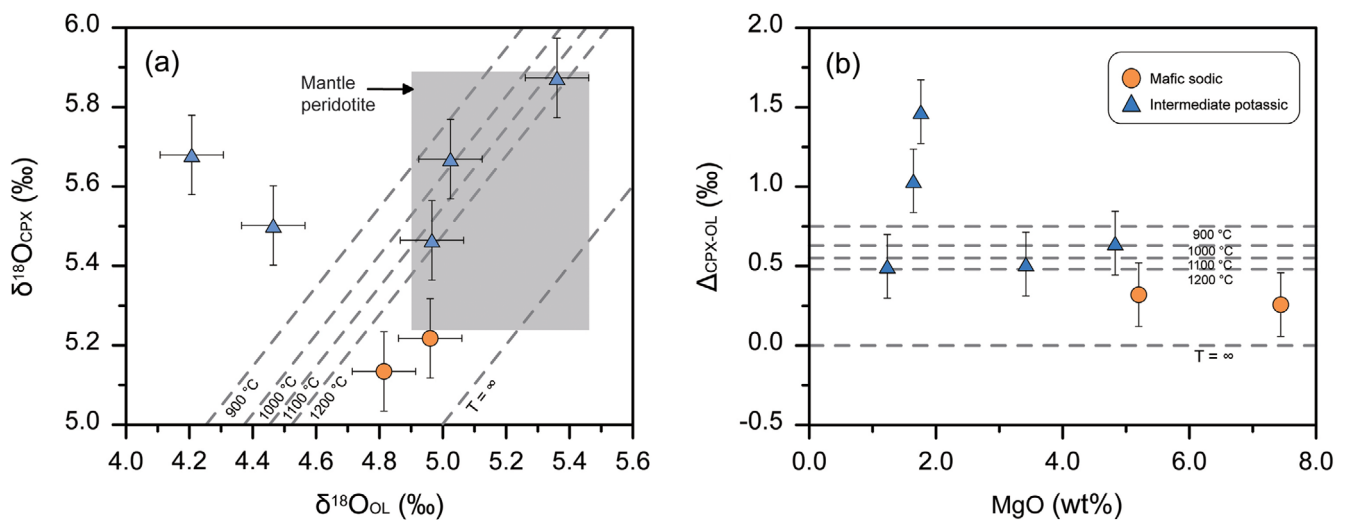 (a)
Mantle
peridotite
6.0
5.8
5.6
5.4
5.2
5.0
δ¹⁸OCPX (‰)
900 °C
1000 °C
1100 °C
1200 °C
T = ∞
4.0 4.2 4.4 4.6 4.8 5.0 5.2 5.4 5.6
δ¹⁸OOL (‰)
(b)
Mafic sodic
Intermediate potassic
2.0
1.5
1.0
0.5
0.0
-0.5
ΔCPX-OL (‰)
900 °C
1000 °C
1100 °C
1200 °C
T = ∞
0.0 2.0 4.0 6.0 8.0
MgO (wt%)